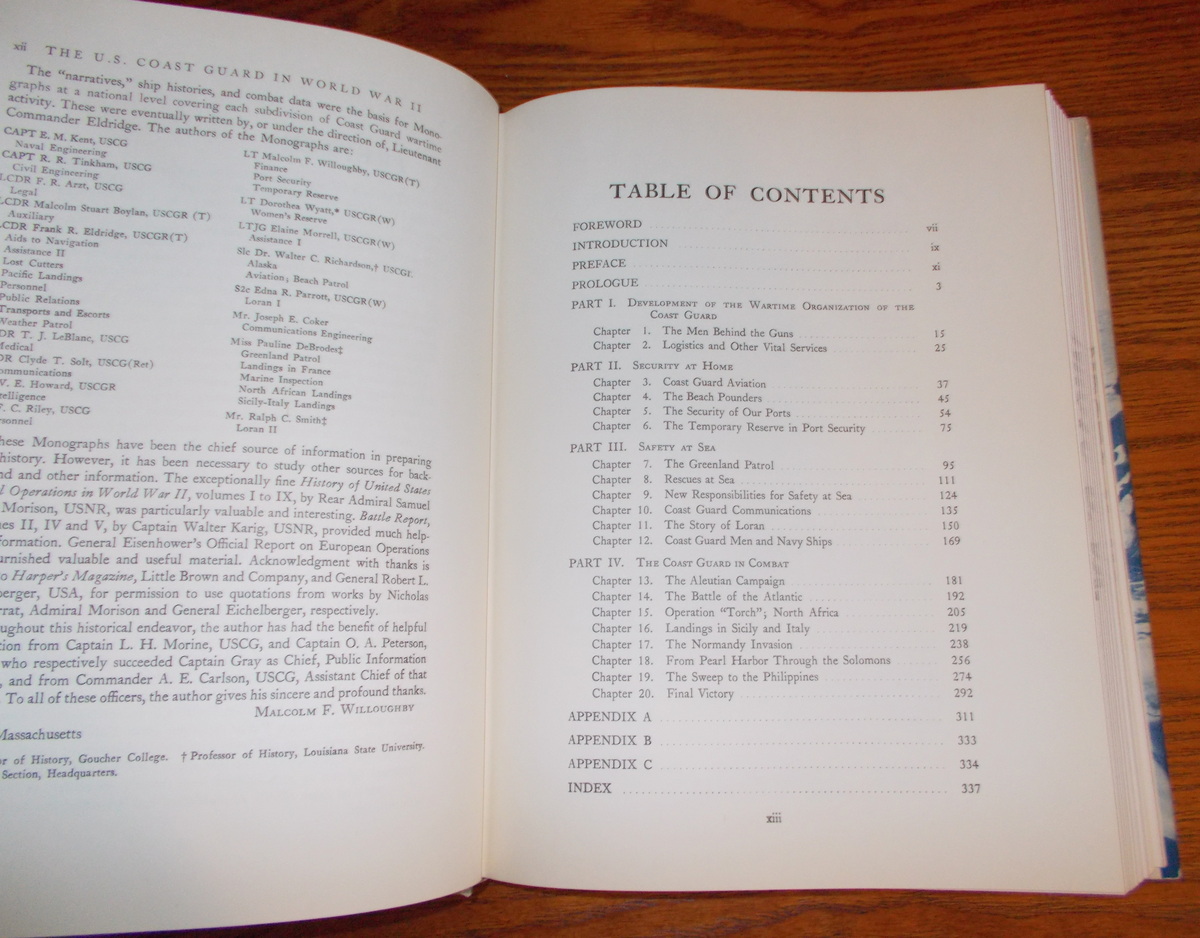 xii THE U.S. COAST GUARD IN WORLD WAR II
The "narratives," ship histories, and combat data were the basis for Mono-
graphs at a national level covering each subdivision of Coast Guard wartime
activity. These were eventually written by, or under the direction of, Lieutenant
Commander Eldridge. The authors of the Monographs are:
CAPT E. M. Kent, USCG
Naval Engineering
CAPT R. R. Tinkham, USCG
Civil Engineering
LCDR F. R. Arzt, USCG
Legal
LCDR Malcolm Stuart Boylan, USCGR (T)
Auxiliary
LCDR Frank R. Eldridge, USCGR(T)
Aids to Navigation
Assistance II
Lost Cutters
Pacific Landings
Personnel
Public Relations
Transports and Escorts
Weather Patrol
DR T. J. LeBlanc, USCG
Medical
DR Clyde T. Solt, USCG(Ret)
ommunications
V. E. Howard, USCGR
telligence
F. C. Riley, USCG
rsonnel
LT Malcolm F. Willoughby, USCGR(T)
Finance
Port Security
Temporary Reserve
LT Dorothea Wyatt,* USCGR(W)
Women's Reserve
LTJG Elaine Morrell, USCGR(W)
Assistance I
S1c Dr. Walter C. Richardson,† USCGR
Alaska
Aviation; Beach Patrol
S2c Edna R. Parrott, USCGR(W)
Loran I
Mr. Joseph E. Coker
Communications Engineering
Miss Pauline DeBrodes‡
Greenland Patrol
Landings in France
Marine Inspection
North African Landings
Sicily-Italy Landings
Mr. Ralph C. Smith‡
Loran II
hese Monographs have been the chief source of information in preparing
history. However, it has been necessary to study other sources for back-
nd and other information. The exceptionally fine History of United States
l Operations in World War II, volumes I to IX, by Rear Admiral Samuel
Morison, USNR, was particularly valuable and interesting. Battle Report,
nes II, IV and V, by Captain Walter Karig, USNR, provided much help-
formation. General Eisenhower's Official Report on European Operations
urnished valuable and useful material. Acknowledgment with thanks is
o Harper's Magazine, Little Brown and Company, and General Robert L.
berger, USA, for permission to use quotations from works by Nicholas
rrat, Admiral Morison and General Eichelberger, respectively.
oughout this historical endeavor, the author has had the benefit of helpful
tion from Captain L. H. Morine, USCG, and Captain O. A. Peterson,
who respectively succeeded Captain Gray as Chief, Public Information
, and from Commander A. E. Carlson, USCG, Assistant Chief of that
. To all of these officers, the author gives his sincere and profound thanks.
MALCOLM F. WILLOUGHBY
Massachusetts
or of History, Goucher College. † Professor of History, Louisiana State University.
Section, Headquarters.
TABLE OF CONTENTS
FOREWORD vii
INTRODUCTION ix
PREFACE xi
PROLOGUE 3
PART I. DEVELOPMENT OF THE WARTIME ORGANIZATION OF THE
COAST GUARD
Chapter 1. The Men Behind the Guns 15
Chapter 2. Logistics and Other Vital Services 25
PART II. SECURITY AT HOME
Chapter 3. Coast Guard Aviation 37
Chapter 4. The Beach Pounders 45
Chapter 5. The Security of Our Ports 54
Chapter 6. The Temporary Reserve in Port Security 75
PART III. SAFETY AT SEA
Chapter 7. The Greenland Patrol 95
Chapter 8. Rescues at Sea 111
Chapter 9. New Responsibilities for Safety at Sea 124
Chapter 10. Coast Guard Communications 135
Chapter 11. The Story of Loran 150
Chapter 12. Coast Guard Men and Navy Ships 169
PART IV. THE COAST GUARD IN COMBAT
Chapter 13. The Aleutian Campaign 181
Chapter 14. The Battle of the Atlantic 192
Chapter 15. Operation "Torch"; North Africa 205
Chapter 16. Landings in Sicily and Italy 219
Chapter 17. The Normandy Invasion 238
Chapter 18. From Pearl Harbor Through the Solomons 256
Chapter 19. The Sweep to the Philippines 274
Chapter 20. Final Victory 292
APPENDIX A 311
APPENDIX B 333
APPENDIX C 334
INDEX 337
xiii